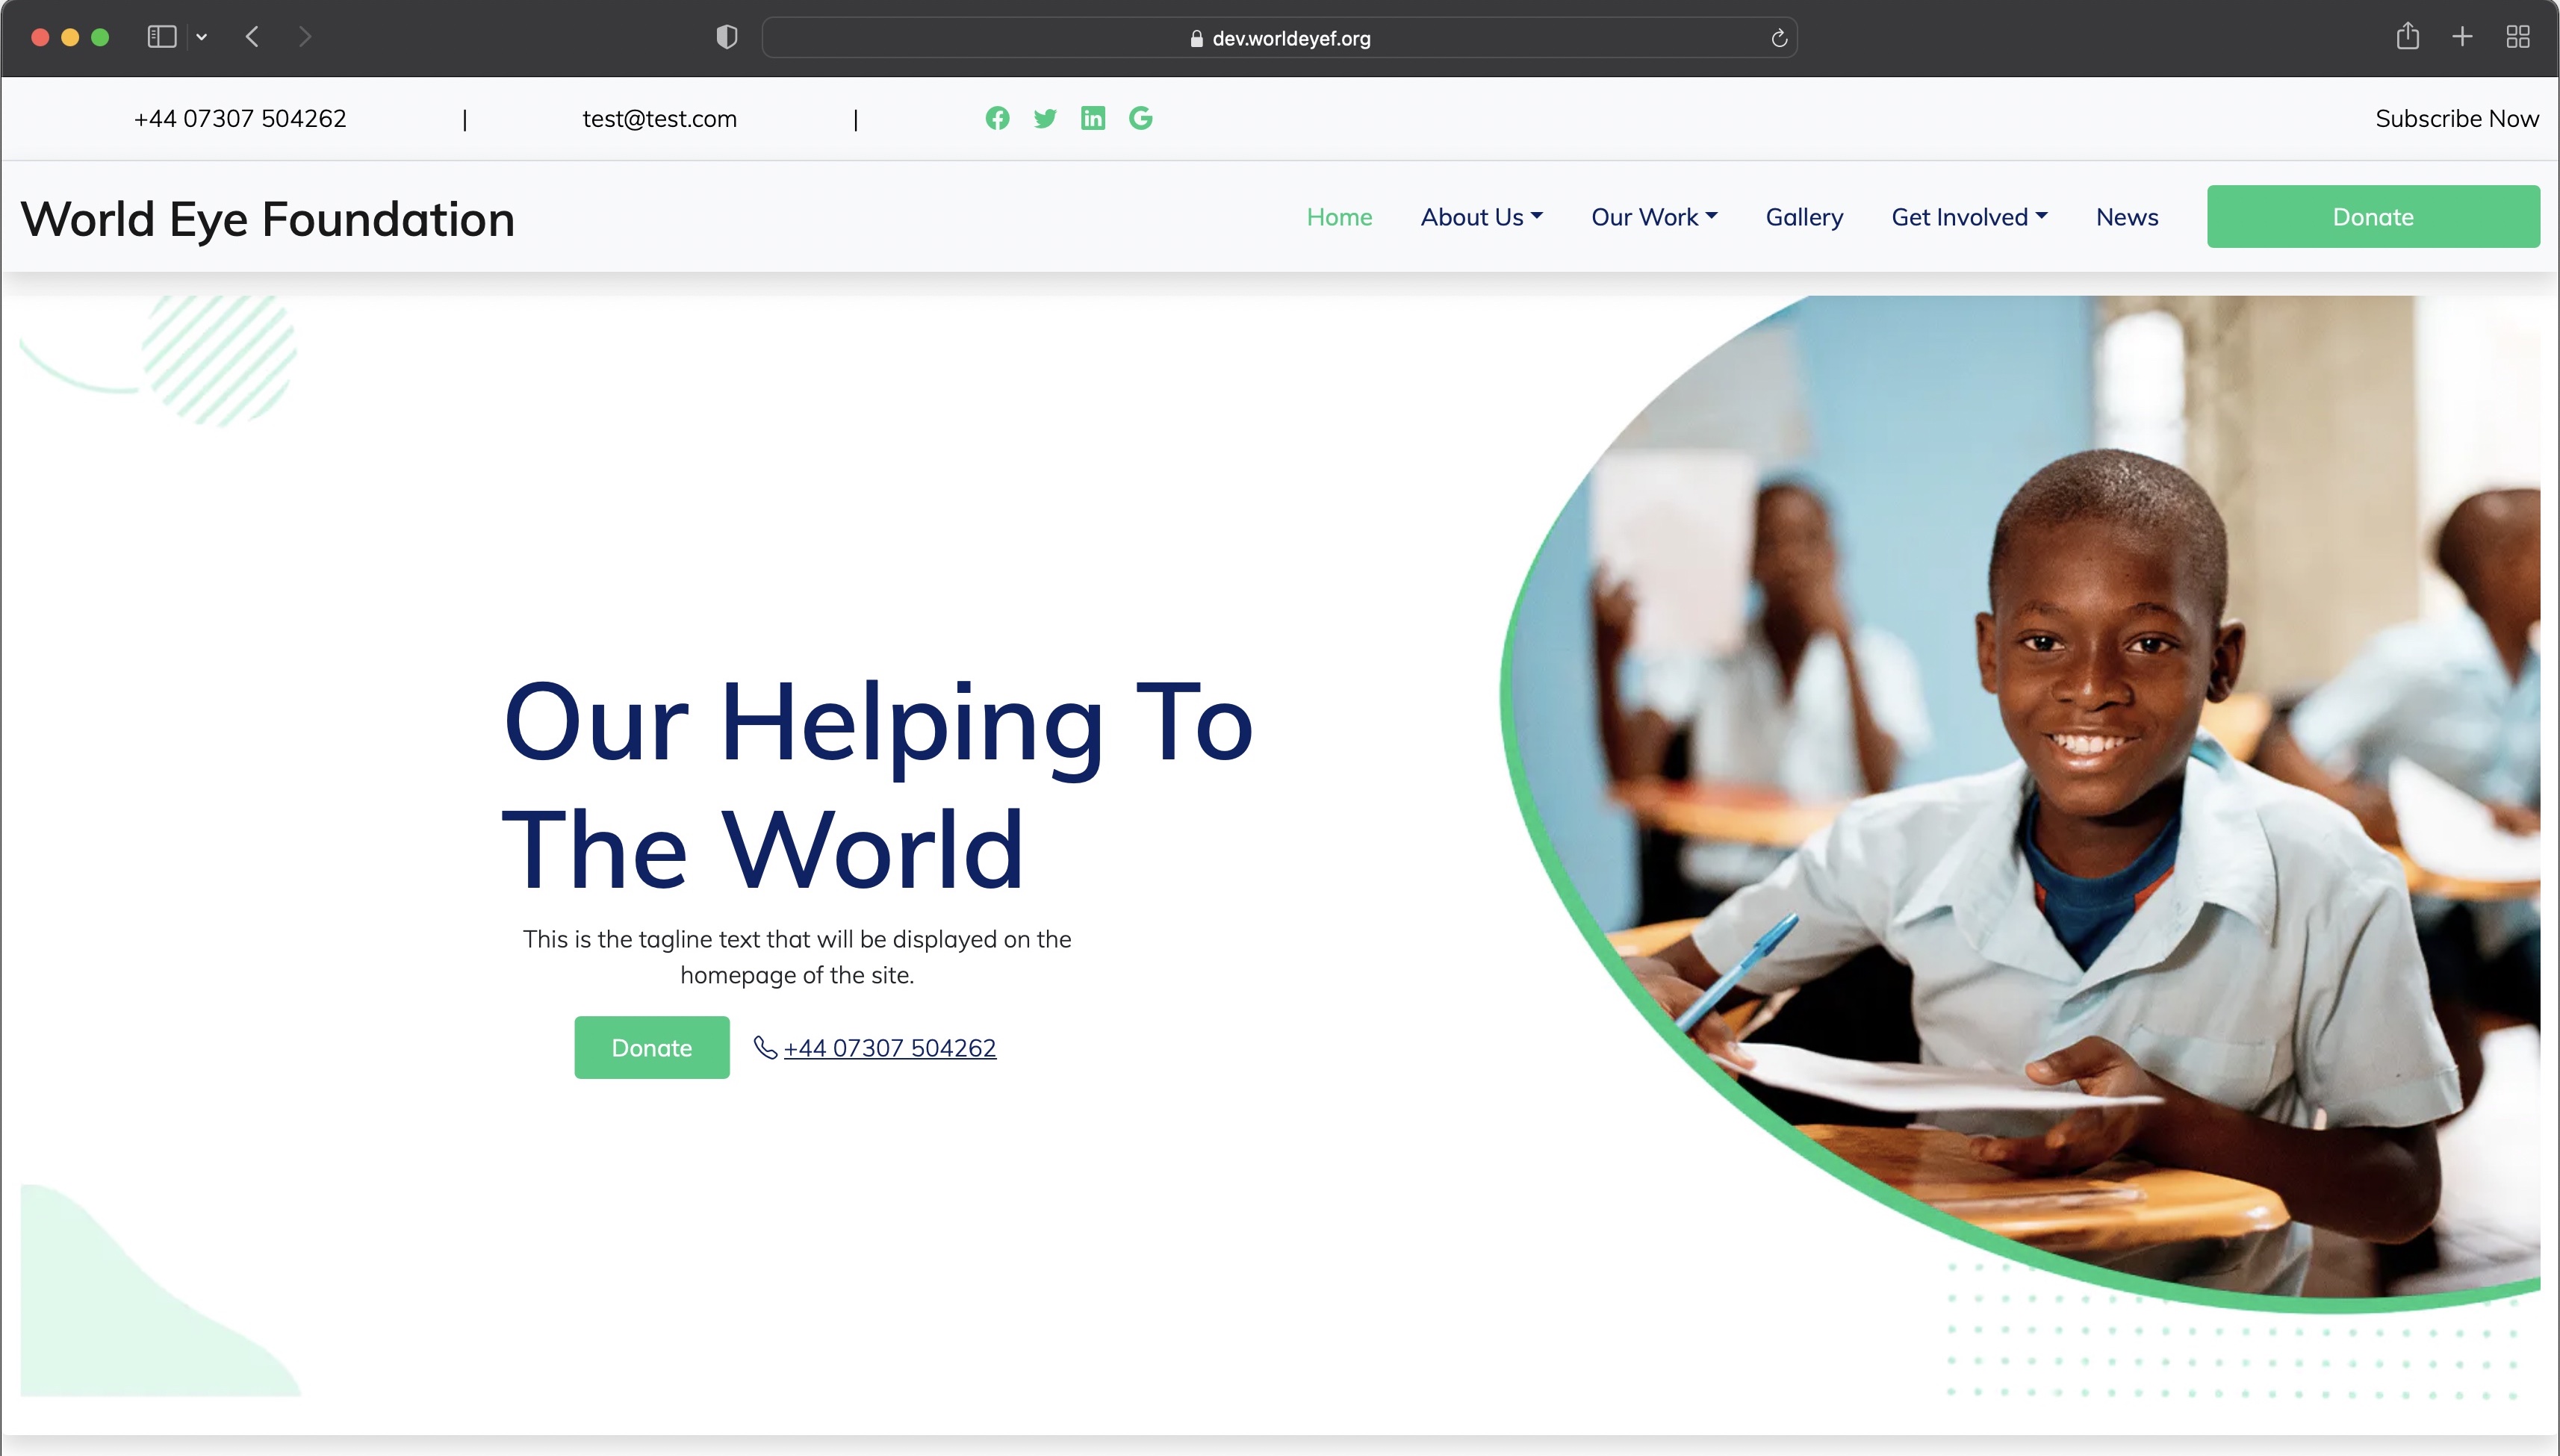 dev.worldeyef.org
+44 07307 504262 | test@test.com | Subscribe Now
World Eye Foundation
Home About Us Our Work Gallery Get Involved News Donate
Our Helping To
The World
This is the tagline text that will be displayed on the
homepage of the site.
Donate +44 07307 504262